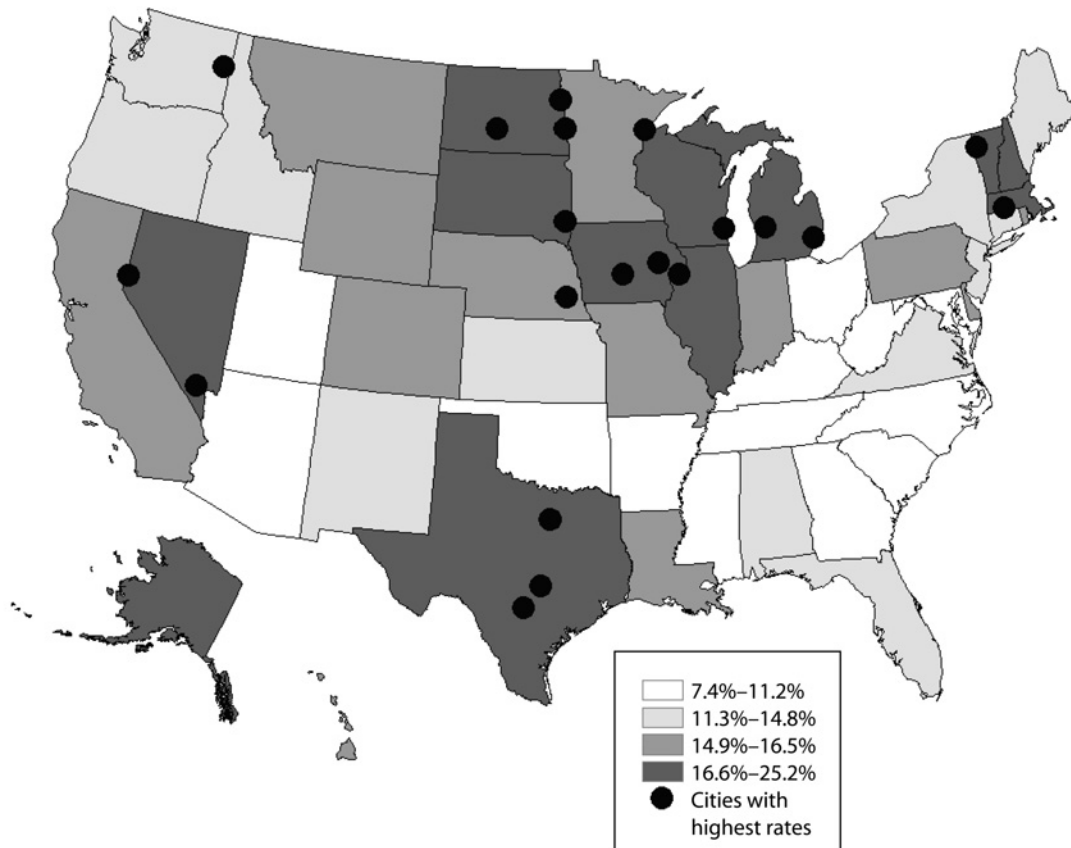 7.4%–11.2%
11.3%–14.8%
14.9%–16.5%
16.6%–25.2%
Cities with
highest rates